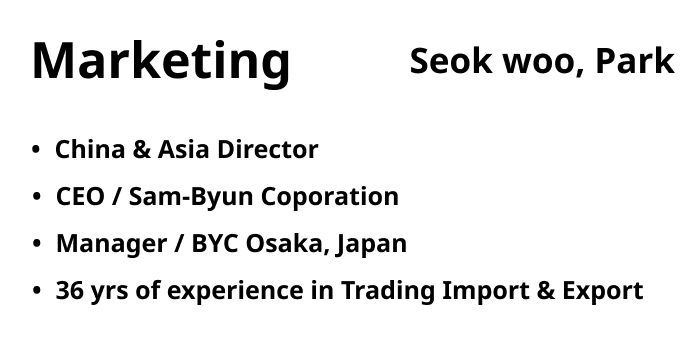 Marketing Seok woo, Park
• China & Asia Director
• CEO / Sam-Byun Coporation
• Manager / BYC Osaka, Japan
• 36 yrs of experience in Trading Import & Export